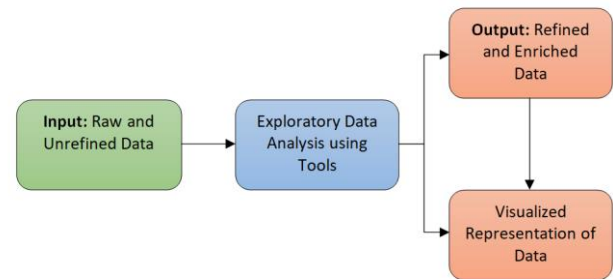 Input: Raw and
Unrefined Data
Exploratory Data
Analysis using
Tools
Output: Refined
and Enriched
Data
Visualized
Representation of
Data